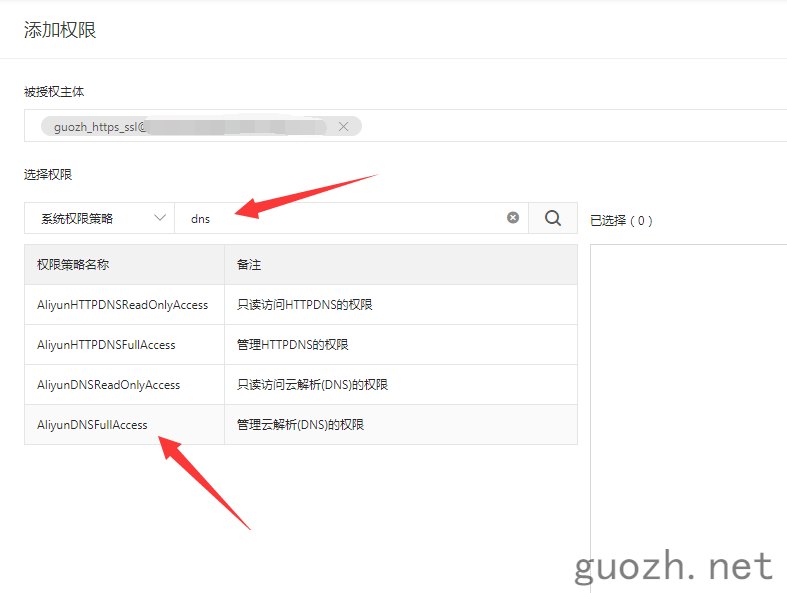 添加权限
被授权主体
guozh_https_ssl@
选择权限
系统权限策略 dns 已选择 ( 0 )
权限策略名称 备注
AliyunHTTPDNSReadOnlyAccess 只读访问HTTPDNS的权限
AliyunHTTPDNSFullAccess 管理HTTPDNS的权限
AliyunDNSReadOnlyAccess 只读访问云解析(DNS)的权限
AliyunDNSFullAccess 管理云解析(DNS)的权限
guozh.net